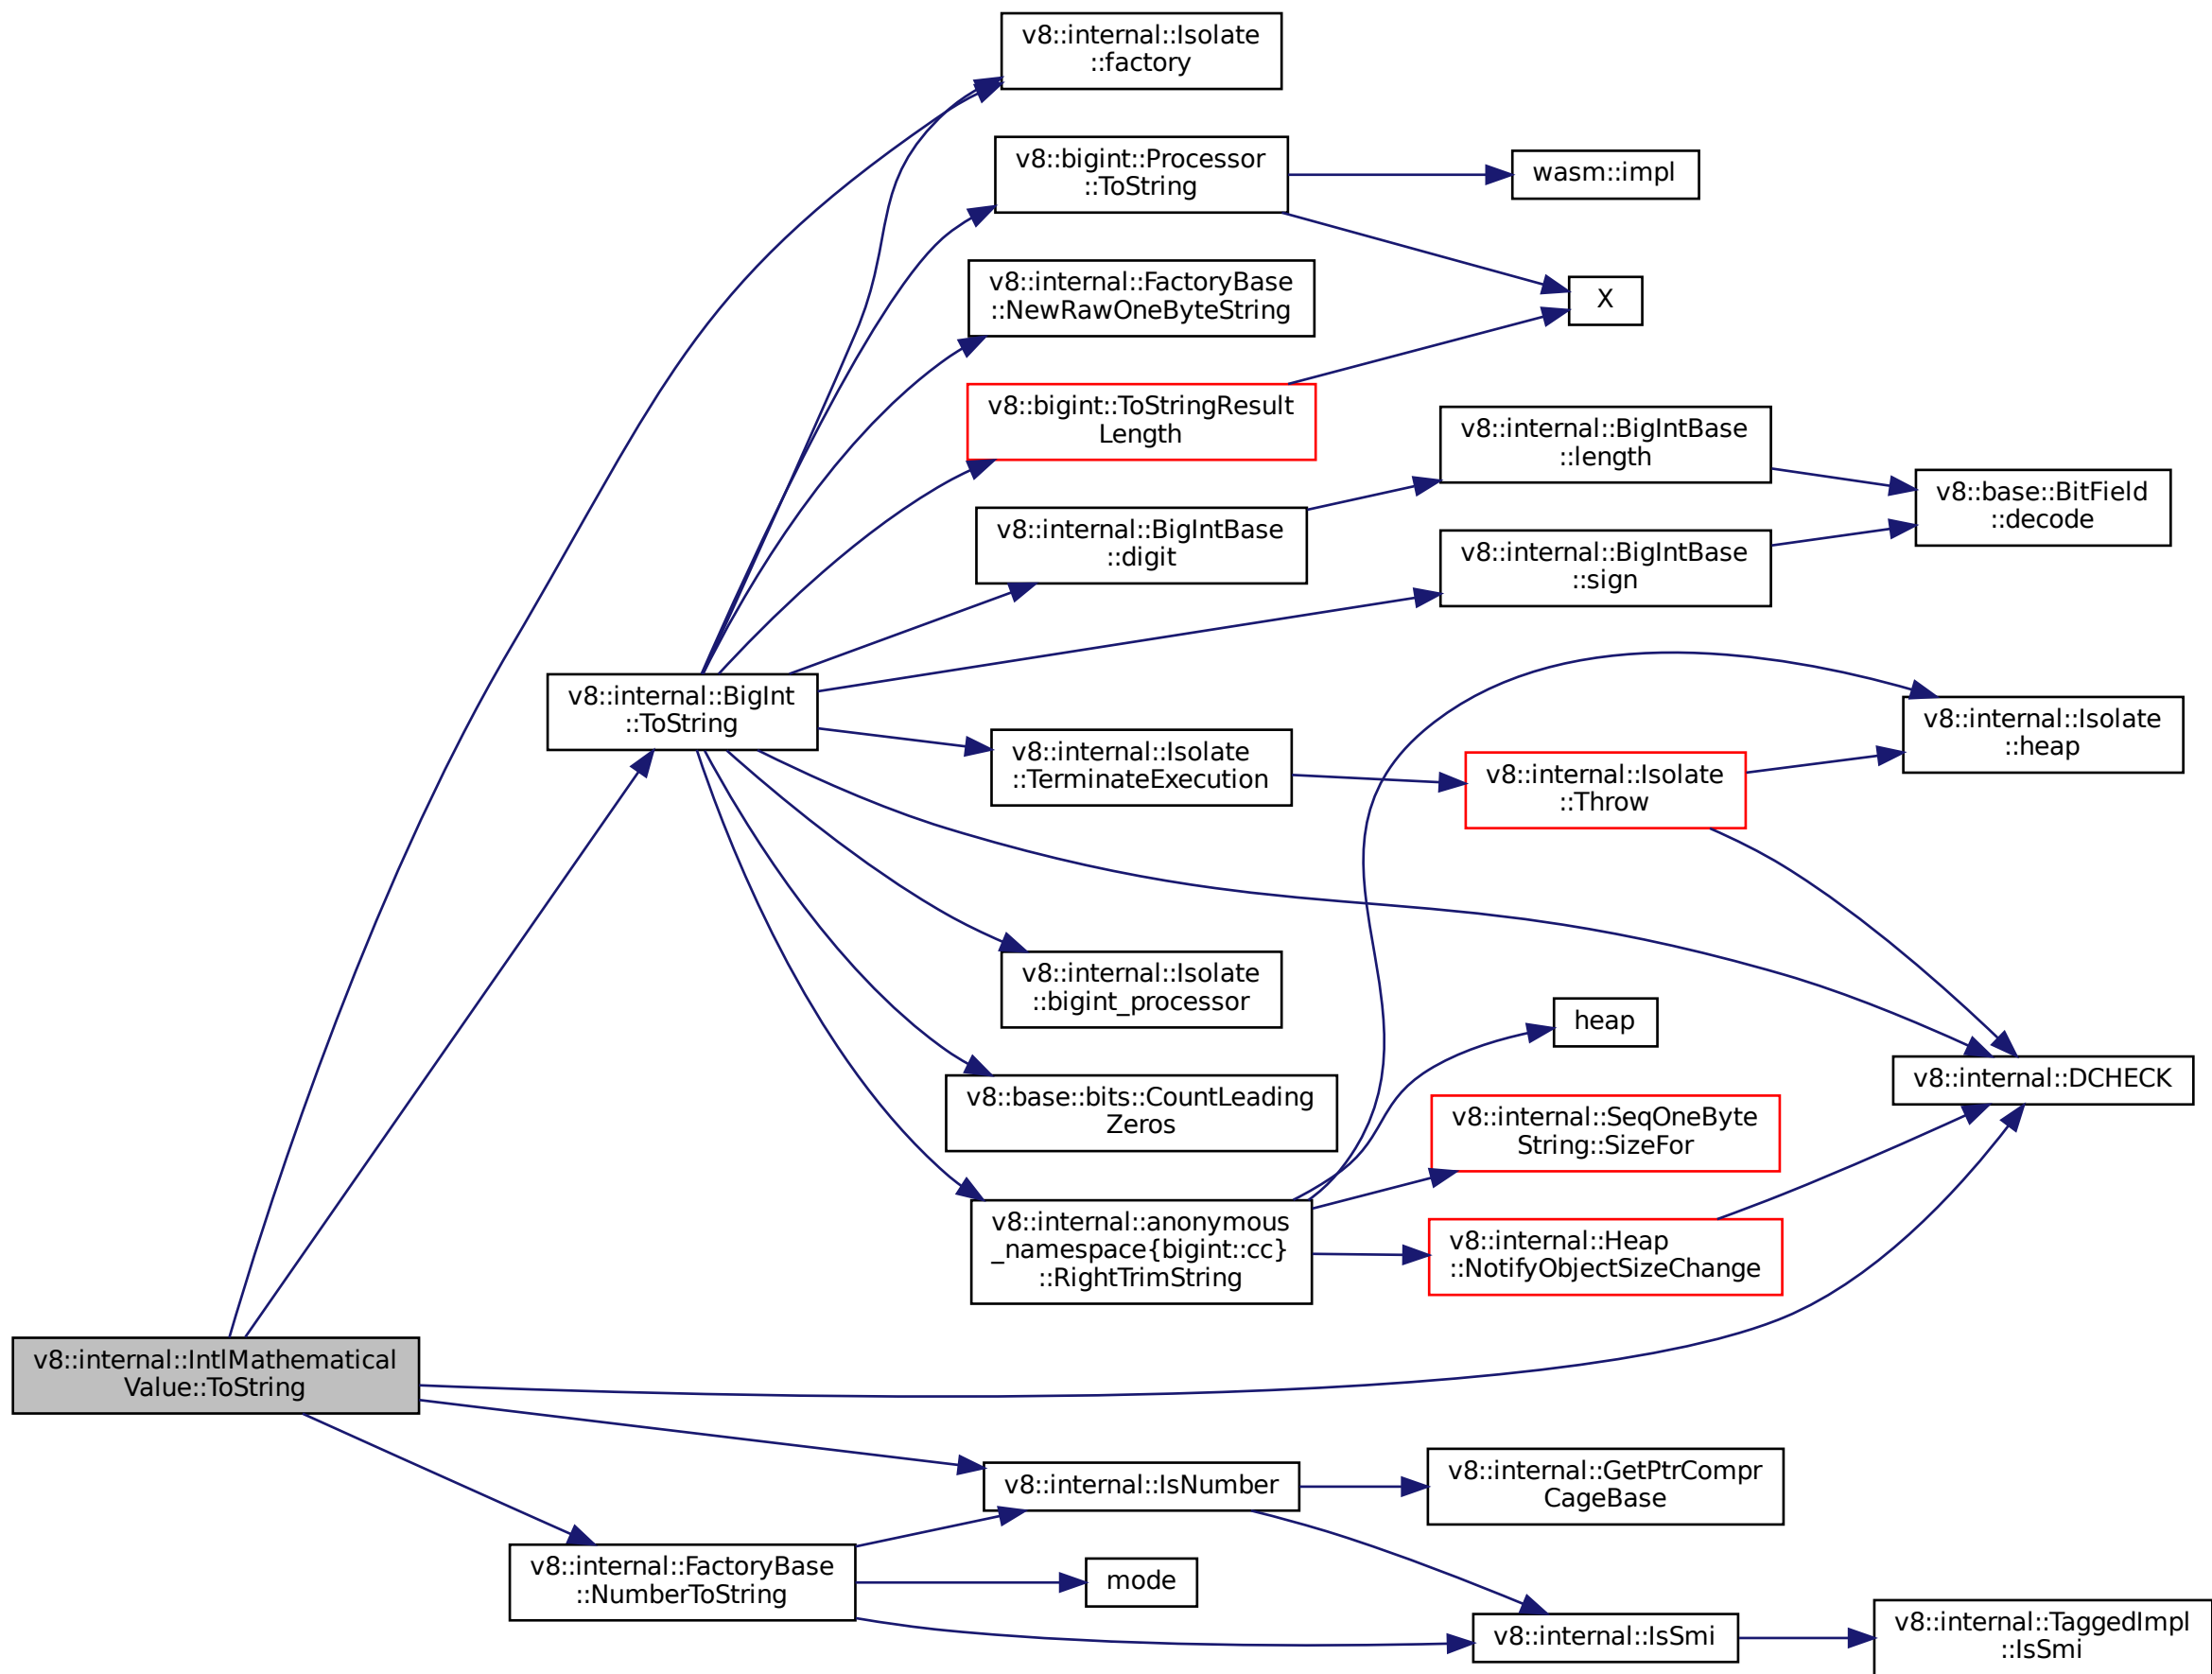 v8::internal::Isolate
::factory
v8::bigint::Processor
::ToString
wasm::impl
v8::internal::FactoryBase
::NewRawOneByteString
X
v8::bigint::ToStringResult
Length
v8::internal::BigIntBase
::length
v8::base::BitField
::decode
v8::internal::BigIntBase
::digit
v8::internal::BigIntBase
::sign
v8::internal::BigInt
::ToString
v8::internal::Isolate
::heap
v8::internal::Isolate
::TerminateExecution
v8::internal::Isolate
::Throw
v8::internal::Isolate
::bigint_processor
heap
v8::internal::DCHECK
v8::base::bits::CountLeading
Zeros
v8::internal::SeqOneByte
String::SizeFor
v8::internal::anonymous
_namespace{bigint::cc}
::RightTrimString
v8::internal::Heap
::NotifyObjectSizeChange
v8::internal::IntlMathematical
Value::ToString
v8::internal::IsNumber
v8::internal::GetPtrCompr
CageBase
v8::internal::FactoryBase
::NumberToString
mode
v8::internal::IsSmi
v8::internal::TaggedImpl
::IsSmi